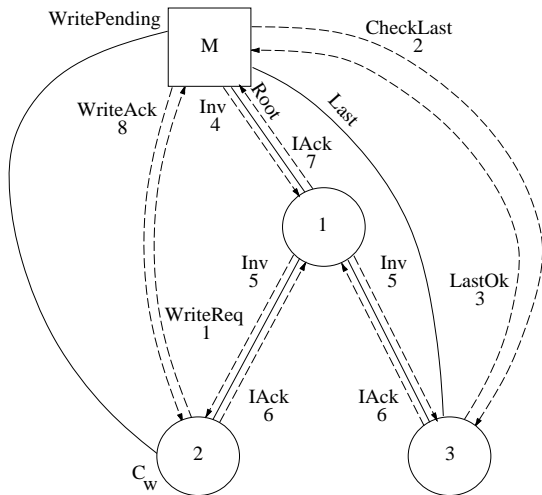 WritePending
M
CheckLast
2
WriteAck
8
Inv
4
Root
Last
IAck
7
1
Inv
5
Inv
5
LastOk
3
WriteReq
1
IAck
6
IAck
6
2
3
C_w